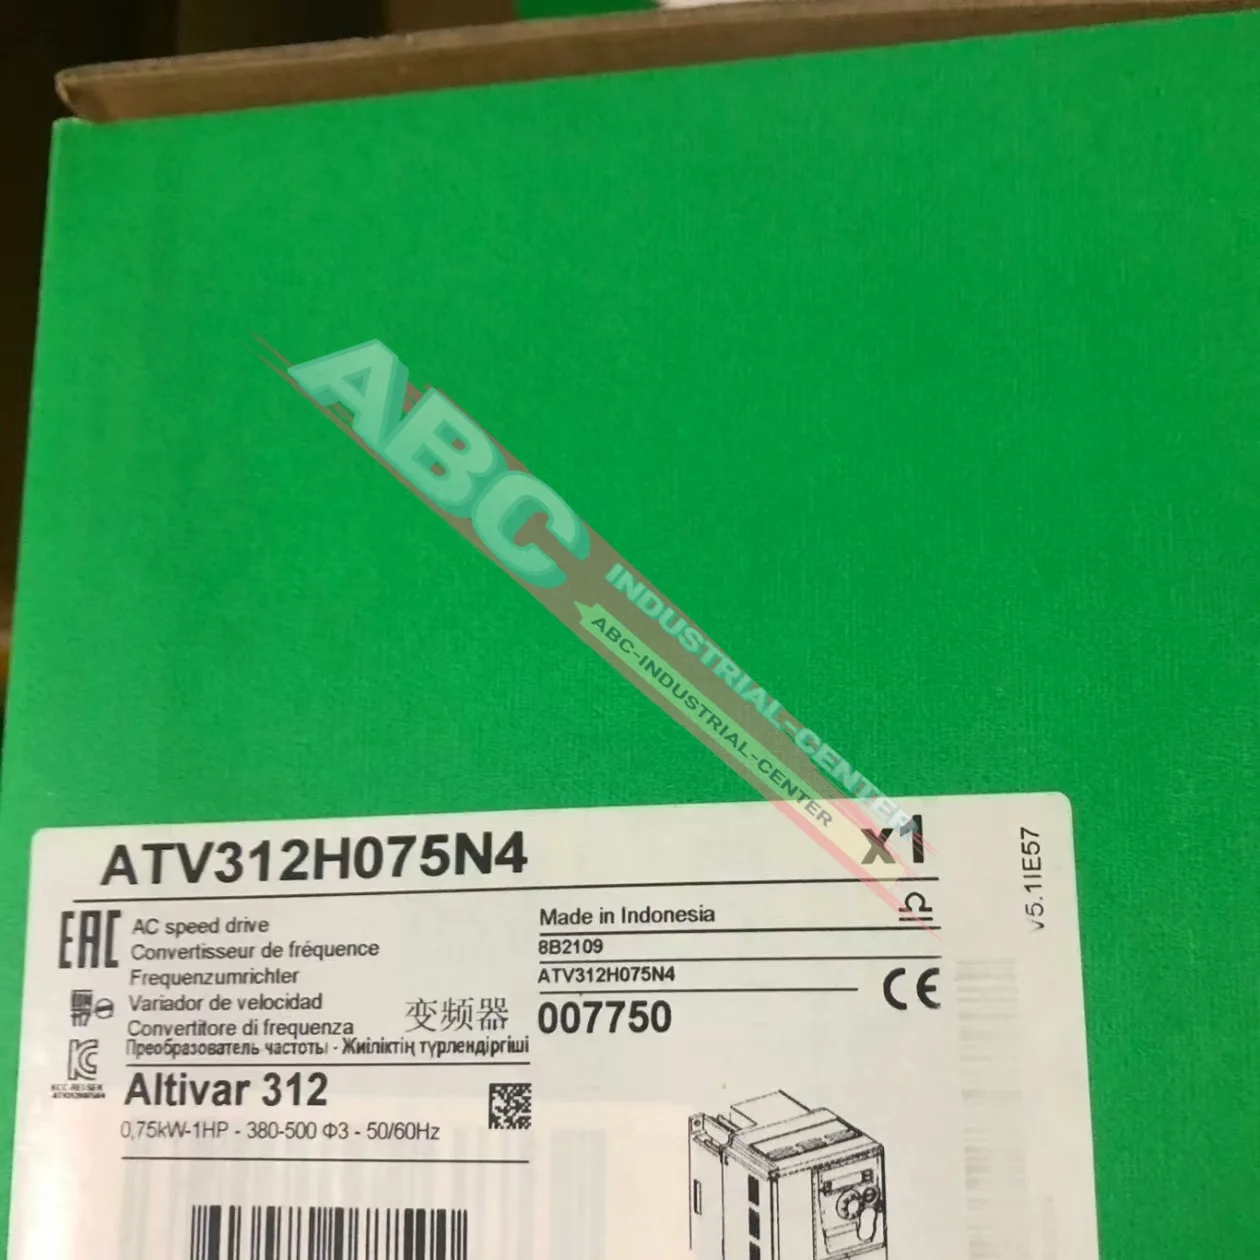 ABC
INDUSTRIAL-CENTER
ABC-INDUSTRIAL-CENTER
ATV312H075N4
x1
v5.1IE57
EAC
AC speed drive
Convertisseur de fréquence
Frequenzumrichter
Variador de velocidad
Convertitore di frequenza
变频器
Преобразователь частоты - Жиіліктің түрлендіргіші
Made in Indonesia
8B2109
ATV312H075N4
007750
CE
Altivar 312
0,75kW-1HP - 380-500 Φ3 - 50/60Hz